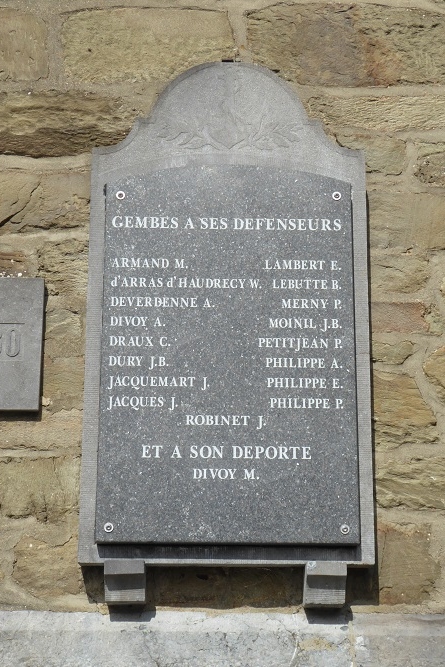 GEMBES A SES DEFENSEURS
ARMAND M. LAMBERT E.
d'ARRAS d'HAUDRECY W. LEBUTTE B.
DEVERDENNE A. MERNY P.
DIVOY A. MOINIL J.B.
DRAUX C. PETITJEAN P.
DURY J.B. PHILIPPE A.
JACQUEMART J. PHILIPPE E.
JACQUES J. PHILIPPE P.
ROBINET J.
ET A SON DEPORTE
DIVOY M.